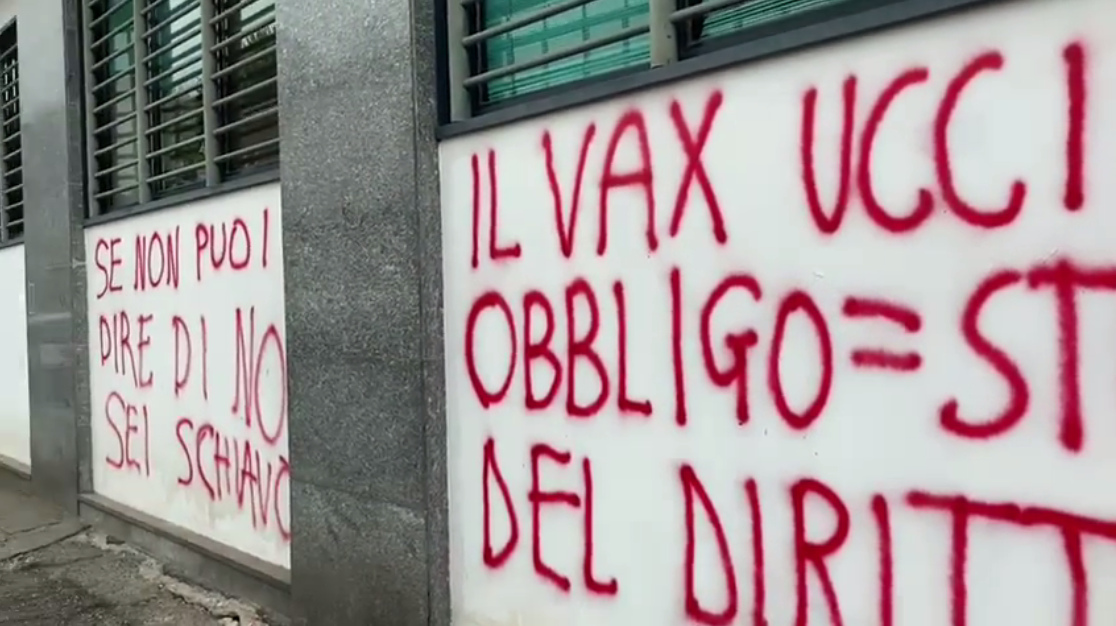 SE NON PUOI
DIRE DI NO
SEI SCHIAVO
IL VAX UCCI
OBBLIGO = ST
DEL DIRITT